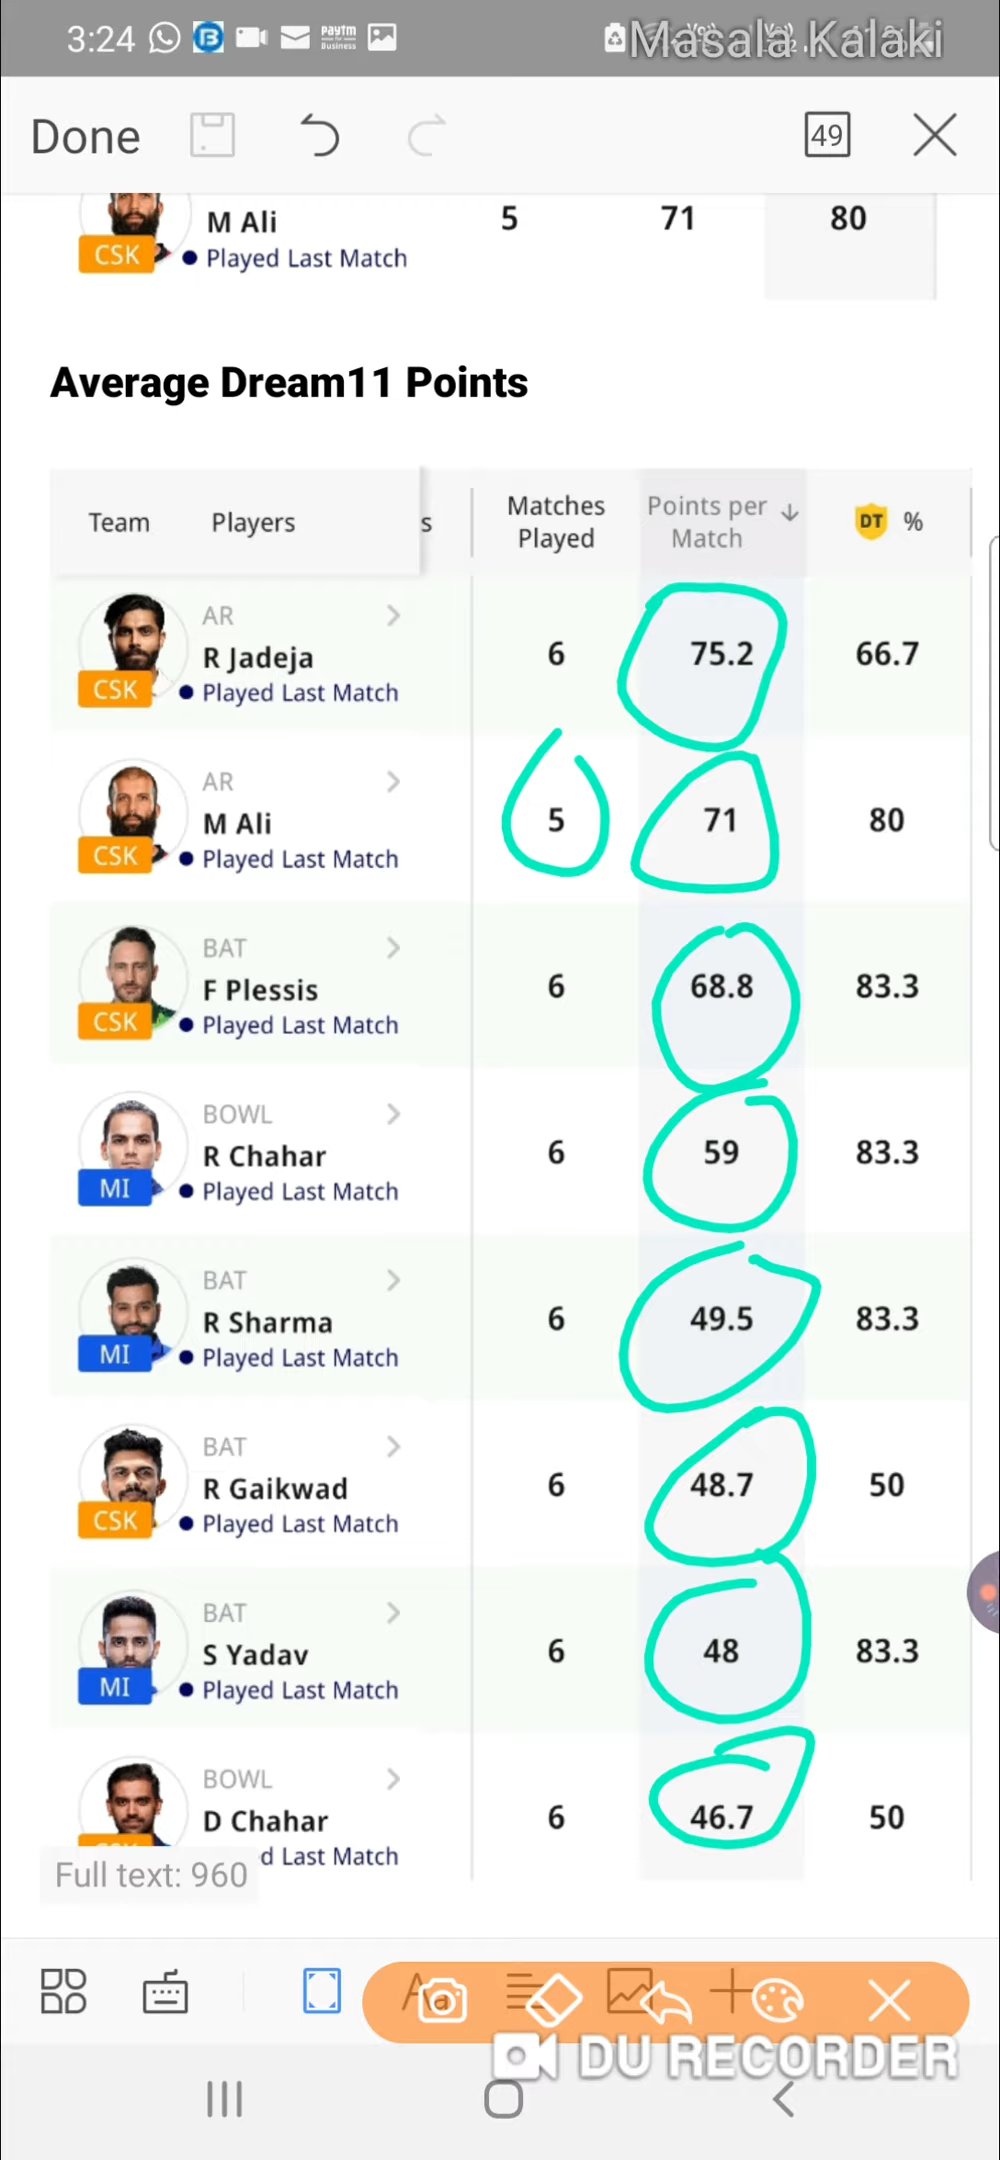 3:24
paytm
Business
Masala Kalaki
Done
49
M Ali 5 71 80
CSK
Played Last Match
Average Dream11 Points
Team Players s Matches Played Points per Match ↓ DT %
AR
R Jadeja 6 75.2 66.7
CSK
Played Last Match
AR
M Ali 5 71 80
CSK
Played Last Match
BAT
F Plessis 6 68.8 83.3
CSK
Played Last Match
BOWL
R Chahar 6 59 83.3
MI
Played Last Match
BAT
R Sharma 6 49.5 83.3
MI
Played Last Match
BAT
R Gaikwad 6 48.7 50
CSK
Played Last Match
BAT
S Yadav 6 48 83.3
MI
Played Last Match
BOWL
D Chahar 6 46.7 50
d Last Match
Full text: 960
DU RECORDER